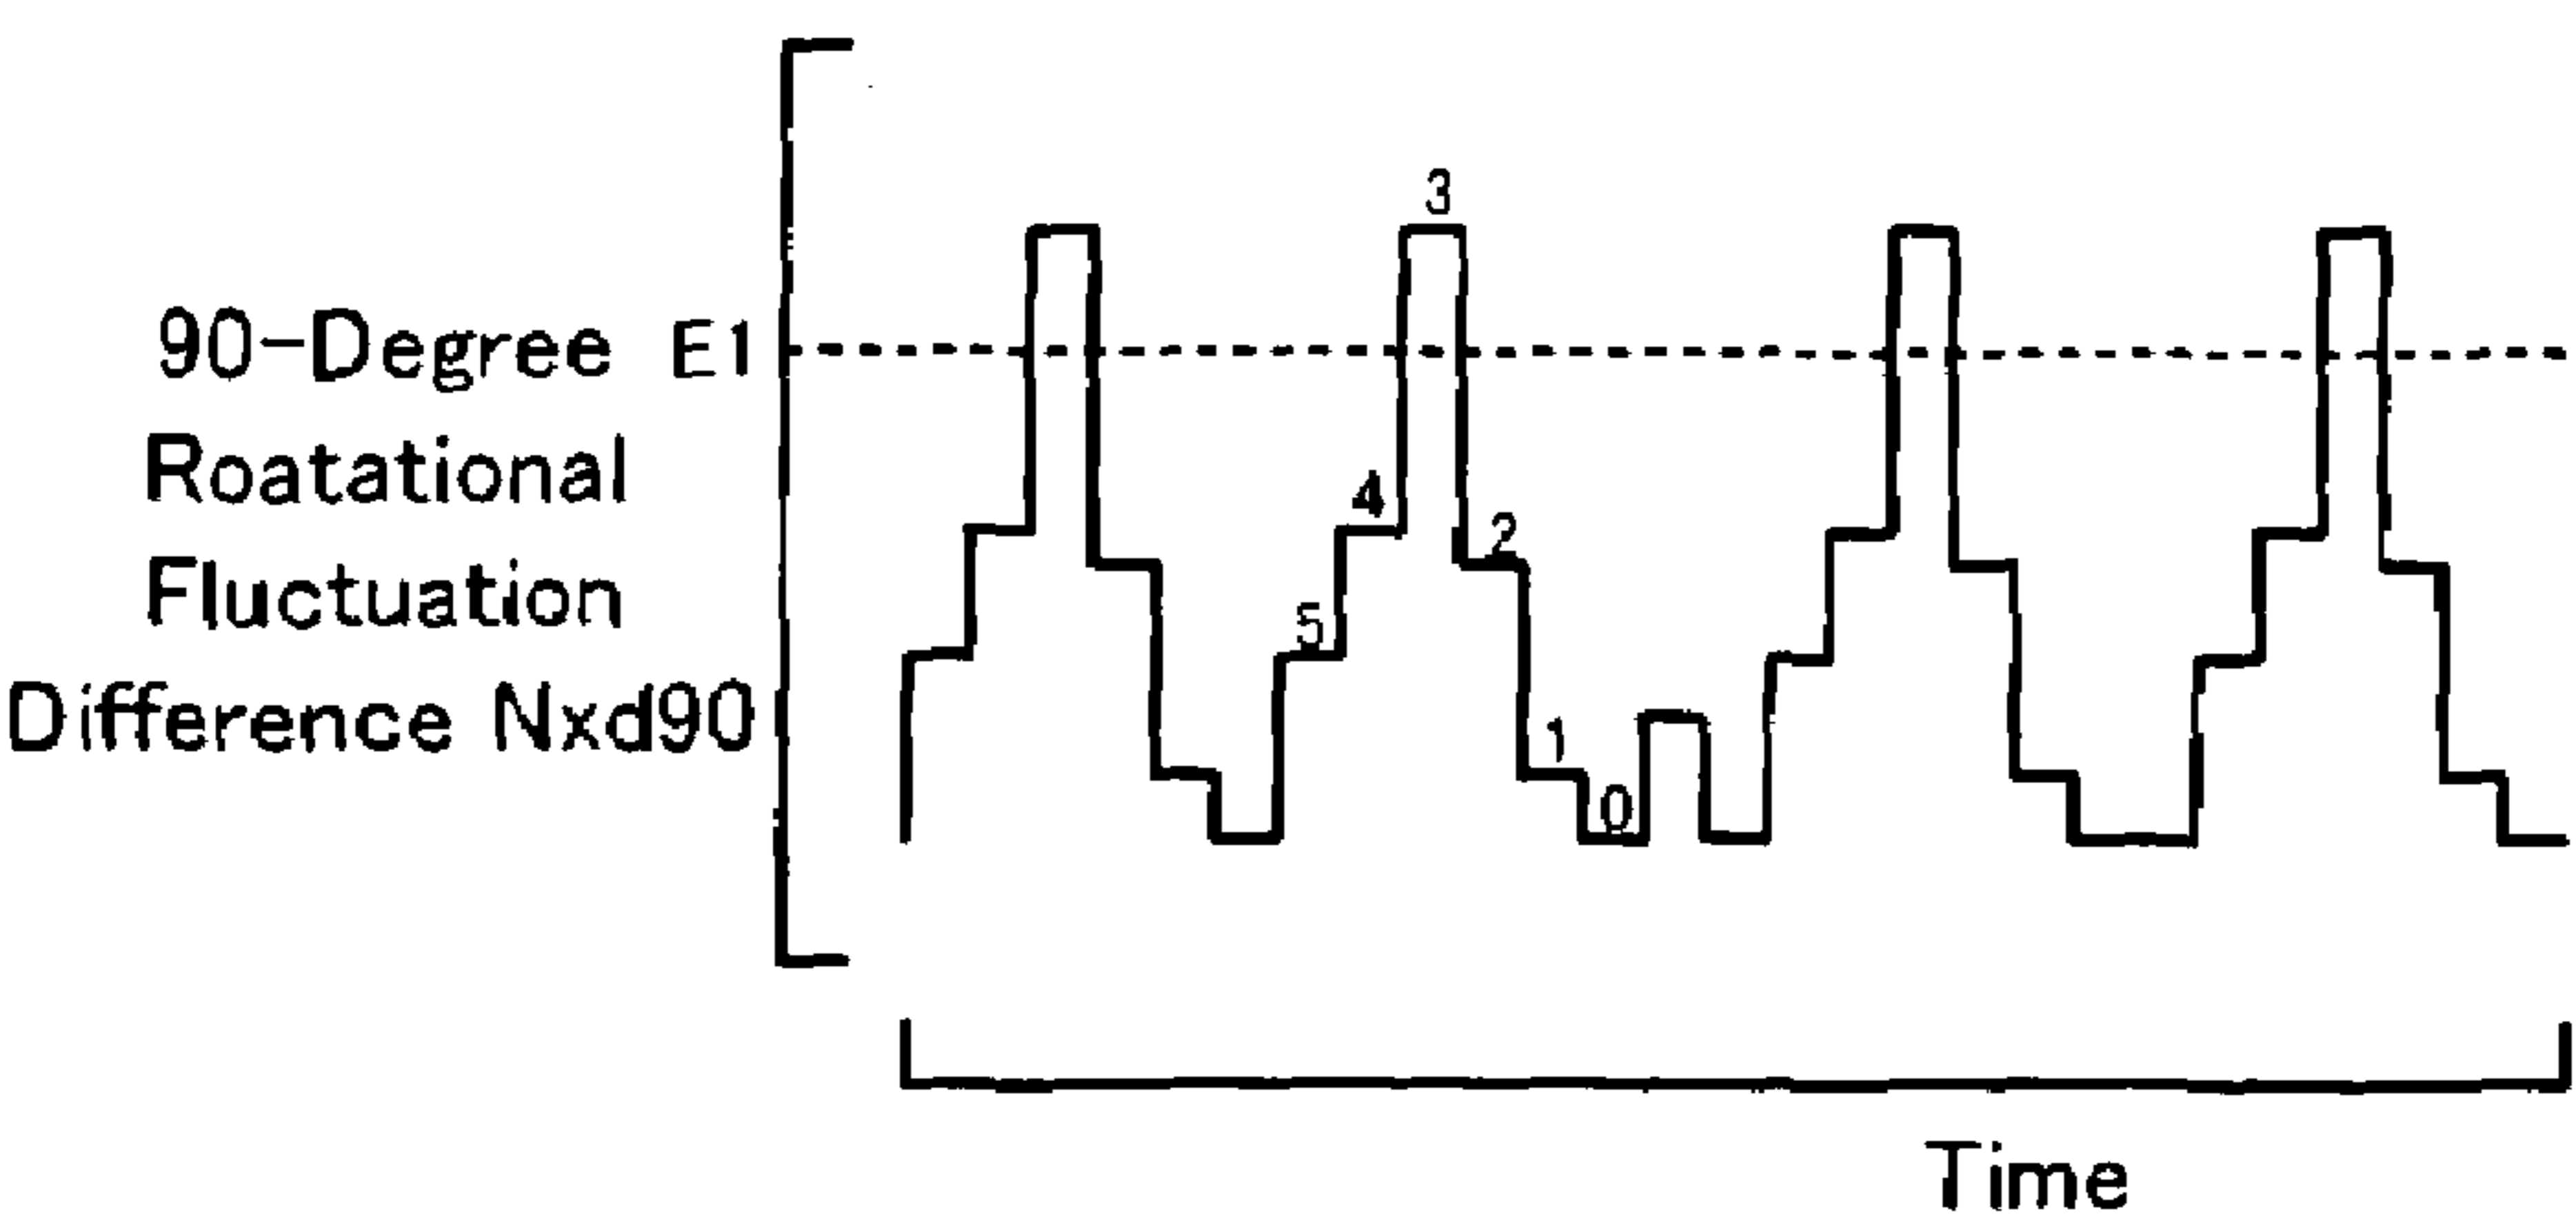 3
90-Degree E1
Roatational
4
2
Fluctuation
5
Difference Nxd90
1
0
Time